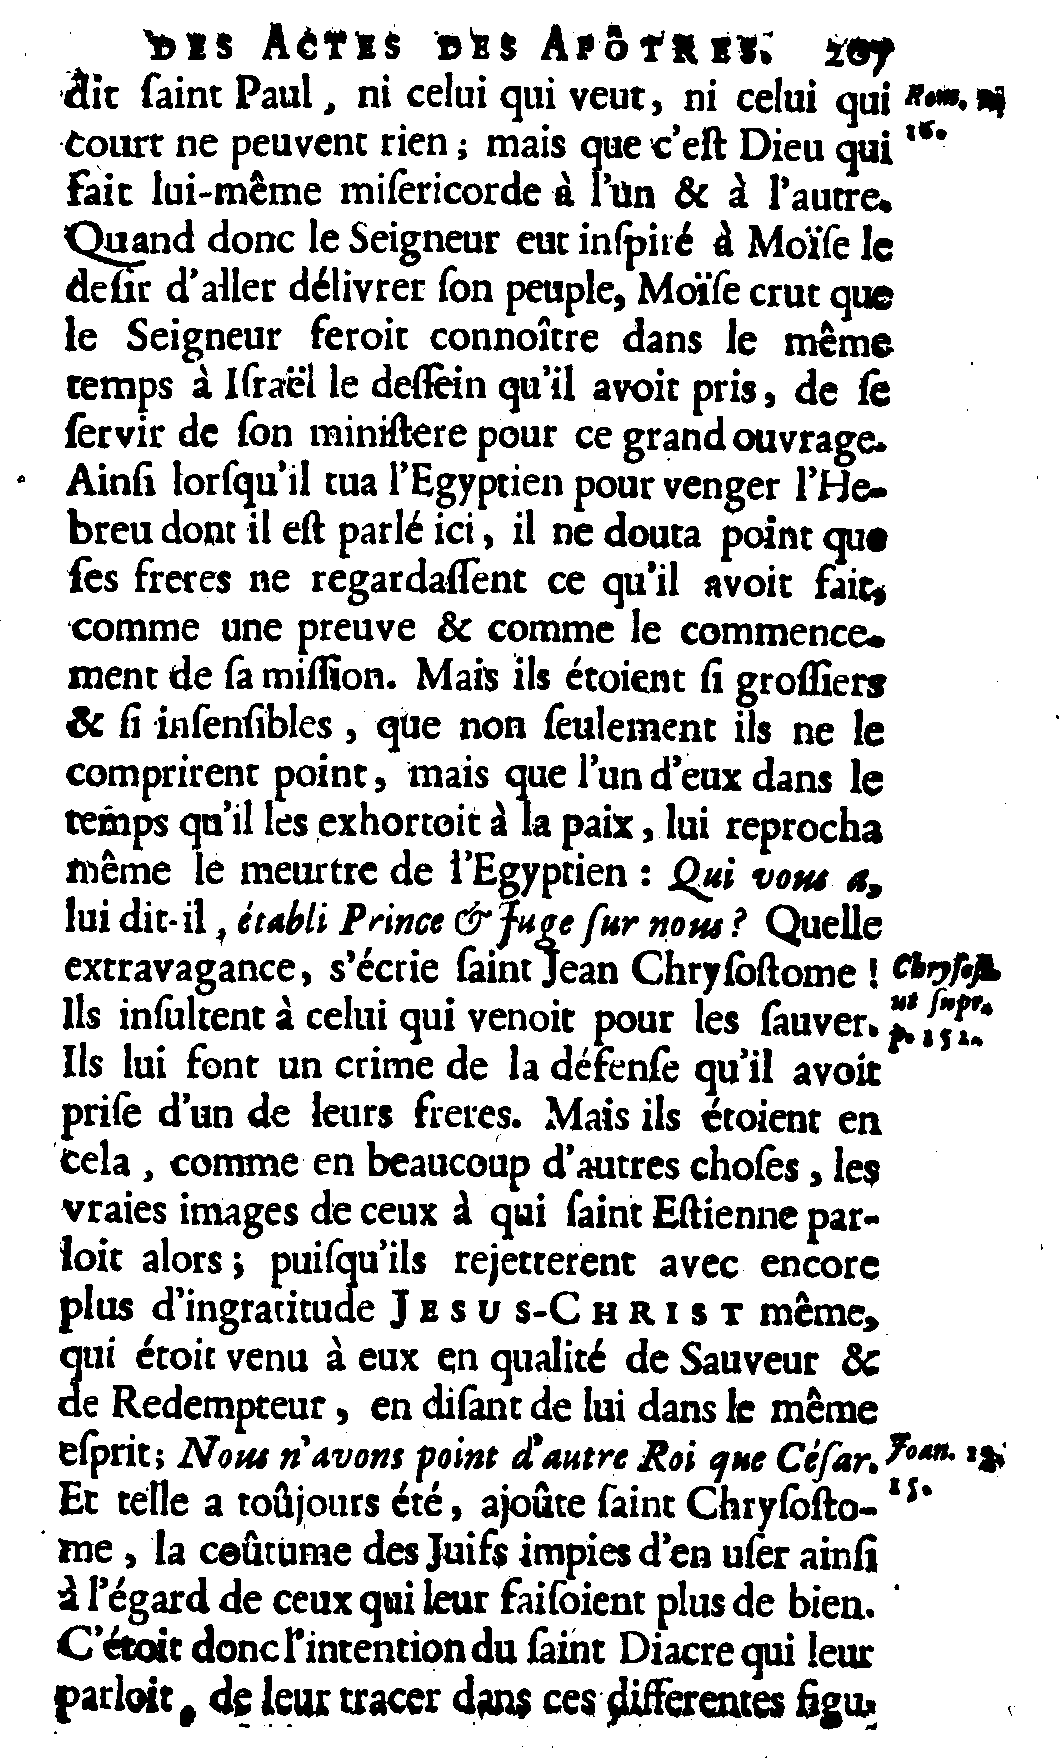 DES ACTES DES APÔTRES. 207
dit ſaint Paul, ni celui qui veut, ni celui qui
court ne peuvent rien ; mais que c'eſt Dieu qui
fait lui-même miſericorde à l'un & à l'autre.
Quand donc le Seigneur eut inſpiré à Moïſe le
deſir d'aller délivrer ſon peuple, Moïſe crut que
le Seigneur feroit connoître dans le même
temps à Iſraël le deſſein qu'il avoit pris, de ſe
ſervir de ſon miniſtere pour ce grand ouvrage.
Ainſi lorſqu'il tua l'Egyptien pour venger l'He-
breu dont il eſt parlé ici, il ne douta point que
ſes freres ne regardaſſent ce qu'il avoit fait,
comme une preuve & comme le commence-
ment de ſa miſſion. Mais ils étoient ſi groſſiers
& ſi inſenſibles, que non ſeulement ils ne le
comprirent point, mais que l'un d'eux dans le
temps qu'il les exhortoit à la paix, lui reprocha
même le meurtre de l'Egyptien : Qui vous a,
lui dit-il, établi Prince & Juge ſur nous ? Quelle
extravagance, s'écrie ſaint Jean Chryſoſtome !
Ils inſultent à celui qui venoit pour les ſauver.
Ils lui font un crime de la défenſe qu'il avoit
priſe d'un de leurs freres. Mais ils étoient en
cela, comme en beaucoup d'autres choſes, les
vraies images de ceux à qui ſaint Eſtienne par-
loit alors ; puiſqu'ils rejetterent avec encore
plus d'ingratitude JESUS-CHRIST même,
qui étoit venu à eux en qualité de Sauveur &
de Redempteur, en diſant de lui dans le même
eſprit ; Nous n'avons point d'autre Roi que Céſar.
Et telle a toûjours été, ajoûte ſaint Chryſoſto-
me, la coûtume des Juifs impies d'en uſer ainſi
à l'égard de ceux qui leur faiſoient plus de bien.
C'étoit donc l'intention du ſaint Diacre qui leur
parloit, de leur tracer dans ces differentes figu-
Rom.
16.
Chryſoſt.
ut ſupr.
p. 152.
Joan.
15.